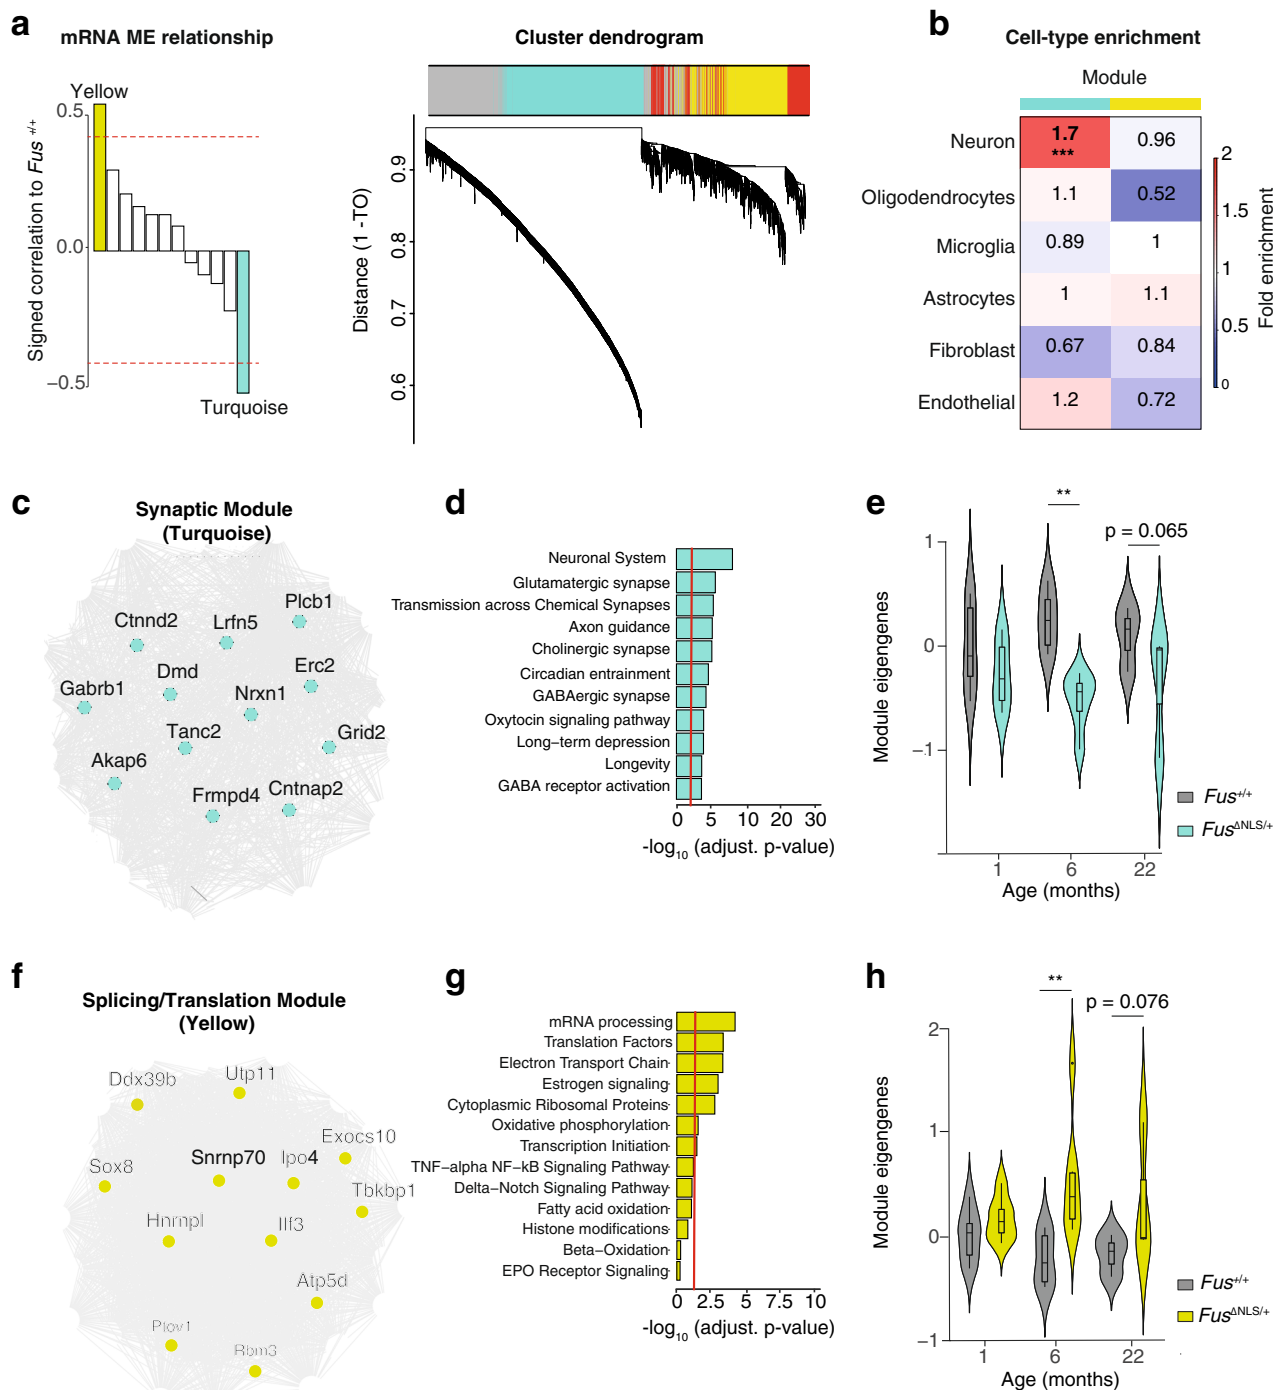 a
mRNA ME relationship
Yellow
0.5
0.0
−0.5
Signed correlation to Fus +/+
Turquoise
Cluster dendrogram
0.9
0.8
0.7
0.6
Distance (1 -TO)
b
Cell-type enrichment
Module
Neuron 1.7 *** 0.96
Oligodendrocytes 1.1 0.52
Microglia 0.89 1
Astrocytes 1 1.1
Fibroblast 0.67 0.84
Endothelial 1.2 0.72
2
1.5
1
0.5
0
Fold enrichment
c
Synaptic Module
(Turquoise)
Plcb1
Ctnnd2
Lrfn5
Dmd
Erc2
Gabrb1
Nrxn1
Tanc2
Grid2
Akap6
Frmpd4
Cntnap2
d
Neuronal System
Glutamatergic synapse
Transmission across Chemical Synapses
Axon guidance
Cholinergic synapse
Circadian entrainment
GABAergic synapse
Oxytocin signaling pathway
Long−term depression
Longevity
GABA receptor activation
0 5 10 20 30
-log10 (adjust. p-value)
e
**
p = 0.065
1
0
−1
Module eigengenes
Fus+/+
FusΔNLS/+
1 6 22
Age (months)
f
Splicing/Translation Module
(Yellow)
Ddx39b
Utp11
Exocs10
Snrnp70
Ipo4
Sox8
Tbkbp1
Hnrnpl
Ilf3
Atp5d
Plov1
Rbm3
g
mRNA processing
Translation Factors
Electron Transport Chain
Estrogen signaling
Cytoplasmic Ribosomal Proteins
Oxidative phosphorylation
Transcription Initiation
TNF−alpha NF−kB Signaling Pathway
Delta−Notch Signaling Pathway
Fatty acid oxidation
Histone modifications
Beta−Oxidation
EPO Receptor Signaling
0 2.5 5 7.5 10
-log10 (adjust. p-value)
h
**
p = 0.076
2
1
0
−1
Module eigengenes
Fus+/+
FusΔNLS/+
1 6 22
Age (months)